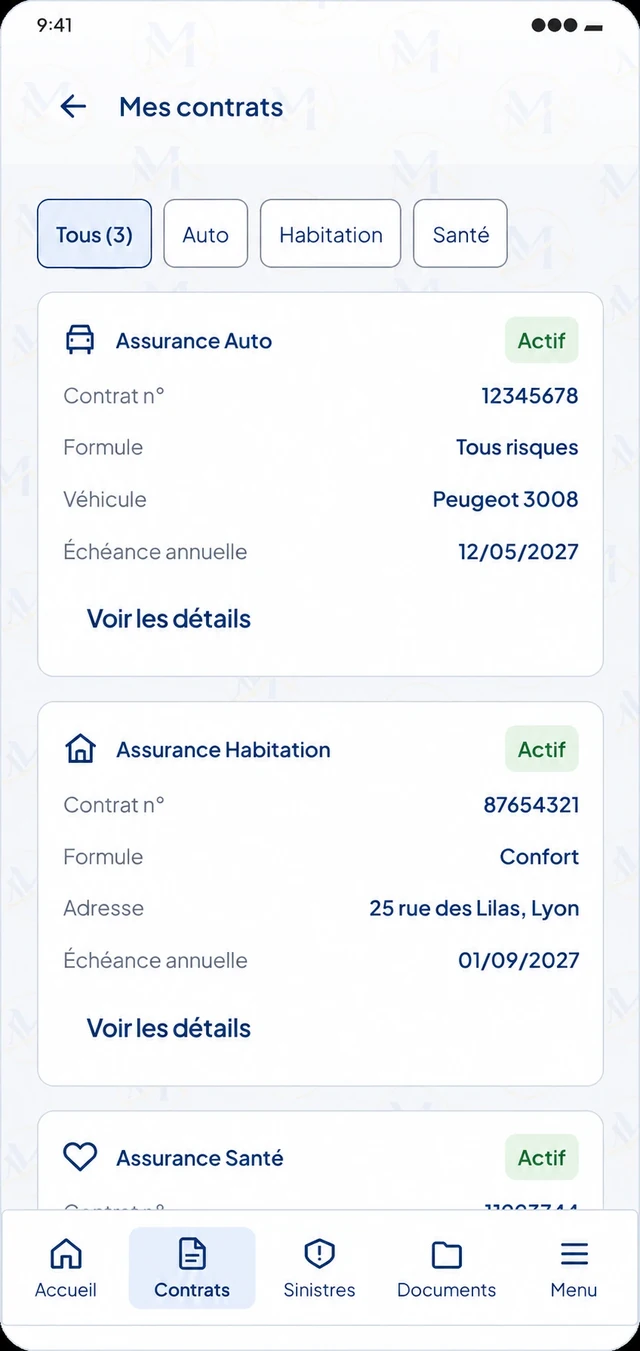 9:41
Mes contrats
Tous (3) Auto Habitation Santé
Assurance Auto Actif
Contrat n° 12345678
Formule Tous risques
Véhicule Peugeot 3008
Échéance annuelle 12/05/2027
Voir les détails
Assurance Habitation Actif
Contrat n° 87654321
Formule Confort
Adresse 25 rue des Lilas, Lyon
Échéance annuelle 01/09/2027
Voir les détails
Assurance Santé Actif
Contrat n°
Accueil Contrats Sinistres Documents Menu